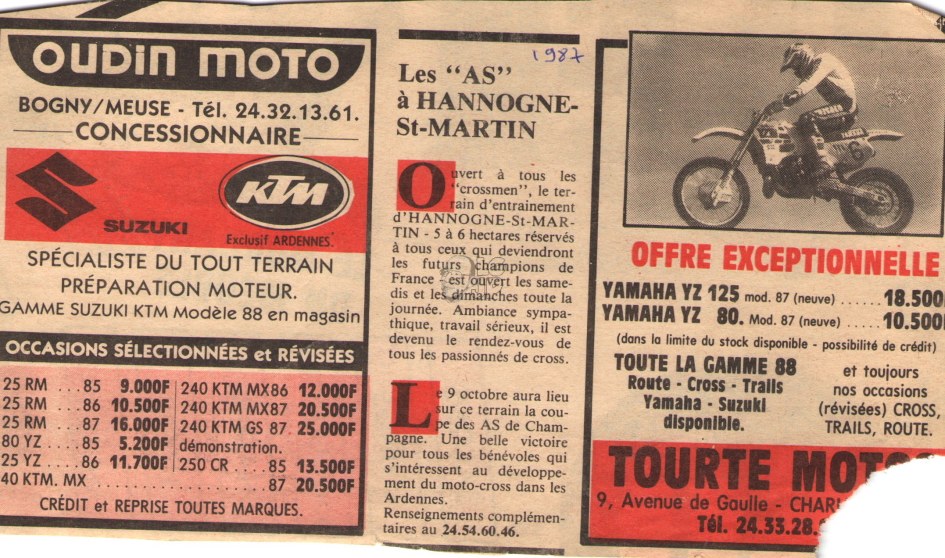 OUDIN MOTO
BOGNY/MEUSE - Tél. 24.32.13.61.
CONCESSIONNAIRE
SUZUKI
KTM
Exclusif ARDENNES.
SPÉCIALISTE DU TOUT TERRAIN
PRÉPARATION MOTEUR.
GAMME SUZUKI KTM Modèle 88 en magasin
OCCASIONS SÉLECTIONNÉES et RÉVISÉES
25 RM ... 85 9.000F
25 RM ... 86 10.500F
25 RM ... 87 16.000F
80 YZ ... 85 5.200F
25 YZ ... 86 11.700F
40 KTM. MX ... 87 20.500F
240 KTM MX86 12.000F
240 KTM MX87 20.500F
240 KTM GS 87 25.000F
démonstration.
250 CR ... 85 13.500F
CRÉDIT et REPRISE TOUTES MARQUES.
1987
Les "AS"
à HANNOGNE-
St-MARTIN
Ouvert à tous les
"crossmen", le ter-
rain d'entrainement
d'HANNOGNE-St-MAR-
TIN - 5 à 6 hectares réservés
à tous ceux qui deviendront
les futurs champions de
France - est ouvert les same-
dis et les dimanches toute la
journée. Ambiance sympa-
thique, travail sérieux, il est
devenu le rendez-vous de
tous les passionnés de cross.
Le 9 octobre aura lieu
sur ce terrain la cou-
pe des AS de Cham-
pagne. Une belle victoire
pour tous les bénévoles qui
s'intéressent au développe-
ment du moto-cross dans les
Ardennes.
Renseignements complémen-
taires au 24.54.60.46.
6
OFFRE EXCEPTIONNELLE
YAMAHA YZ 125 mod. 87 (neuve) ...... 18.500
YAMAHA YZ 80. Mod. 87 (neuve) ..... 10.500
(dans la limite du stock disponible - possibilité de crédit)
TOUTE LA GAMME 88
Route - Cross - Trails
Yamaha - Suzuki
disponible.
et toujours
nos occasions
(révisées) CROSS,
TRAILS, ROUTE.
TOURTE MOTO
9, Avenue de Gaulle - CHAR
Tél. 24.33.28.